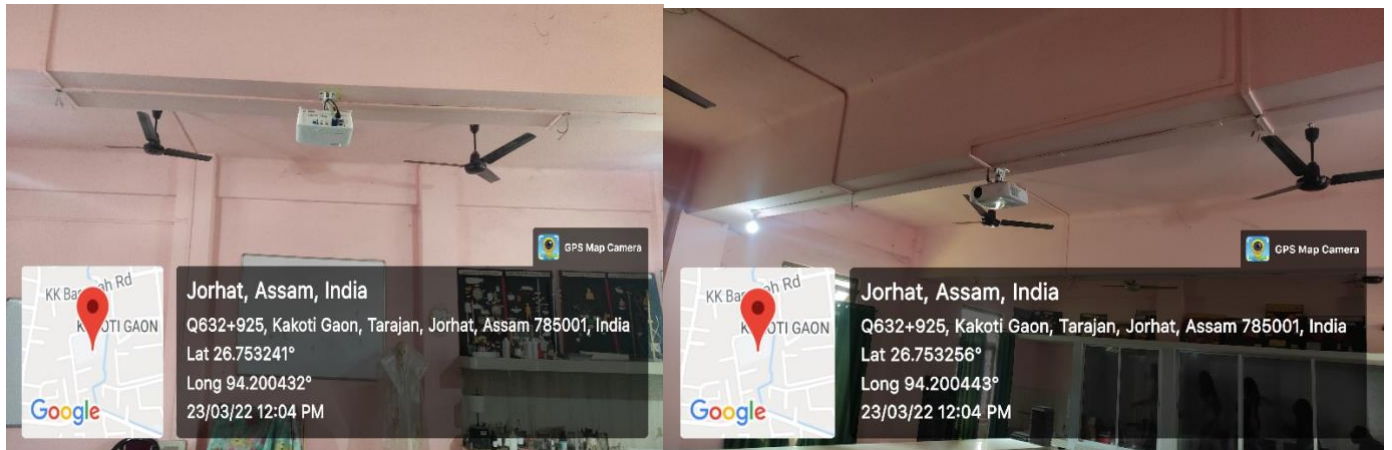 GPS Map Camera
KK Ba
ah Rd
K
OTI GAON
Google
Jorhat, Assam, India
Q632+925, Kakoti Gaon, Tarajan, Jorhat, Assam 785001, India
Lat 26.753241°
Long 94.200432°
23/03/22 12:04 PM
GPS Map Camera
KK Ba
ah Rd
K
OTI GAON
Google
Jorhat, Assam, India
Q632+925, Kakoti Gaon, Tarajan, Jorhat, Assam 785001, India
Lat 26.753256°
Long 94.200443°
23/03/22 12:04 PM